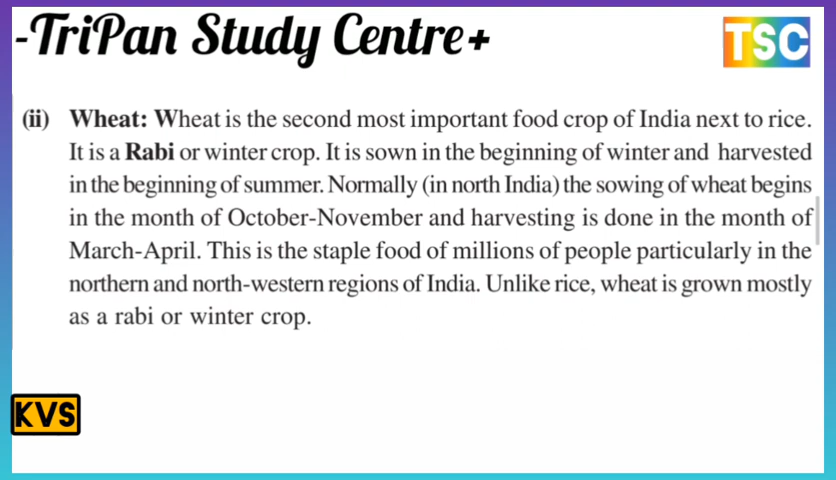 -TriPan Study Centre+
TSC
(ii) Wheat: Wheat is the second most important food crop of India next to rice.
It is a Rabi or winter crop. It is sown in the beginning of winter and harvested
in the beginning of summer. Normally (in north India) the sowing of wheat begins
in the month of October-November and harvesting is done in the month of
March-April. This is the staple food of millions of people particularly in the
northern and north-western regions of India. Unlike rice, wheat is grown mostly
as a rabi or winter crop.
KVS